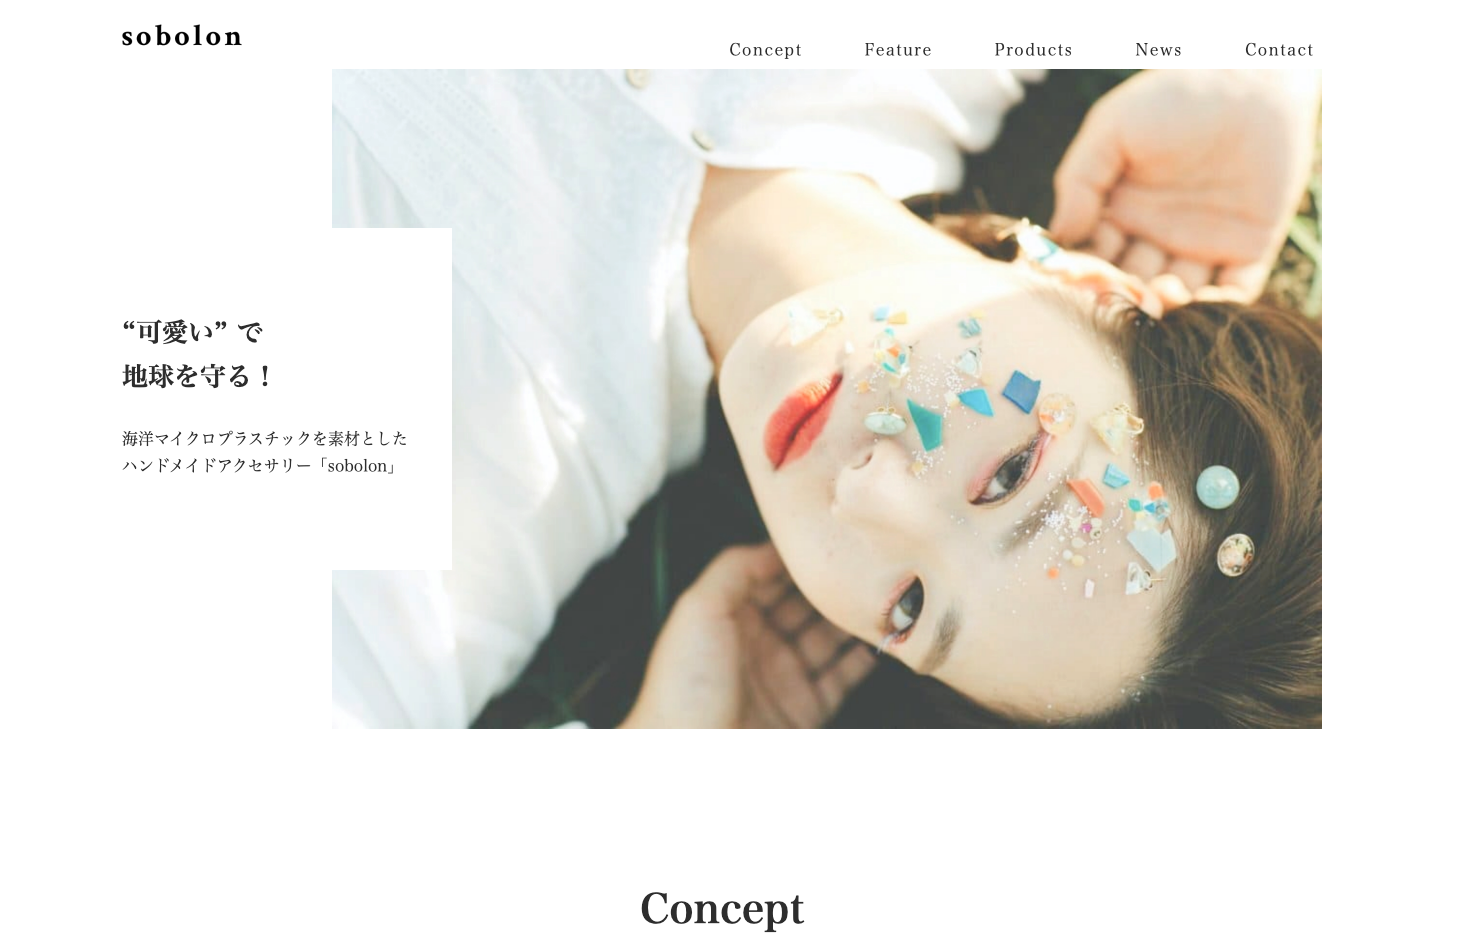 sobolon
Concept Feature Products News Contact
“可愛い” で
地球を守る！
海洋マイクロプラスチックを素材とした
ハンドメイドアクセサリー「sobolon」
Concept